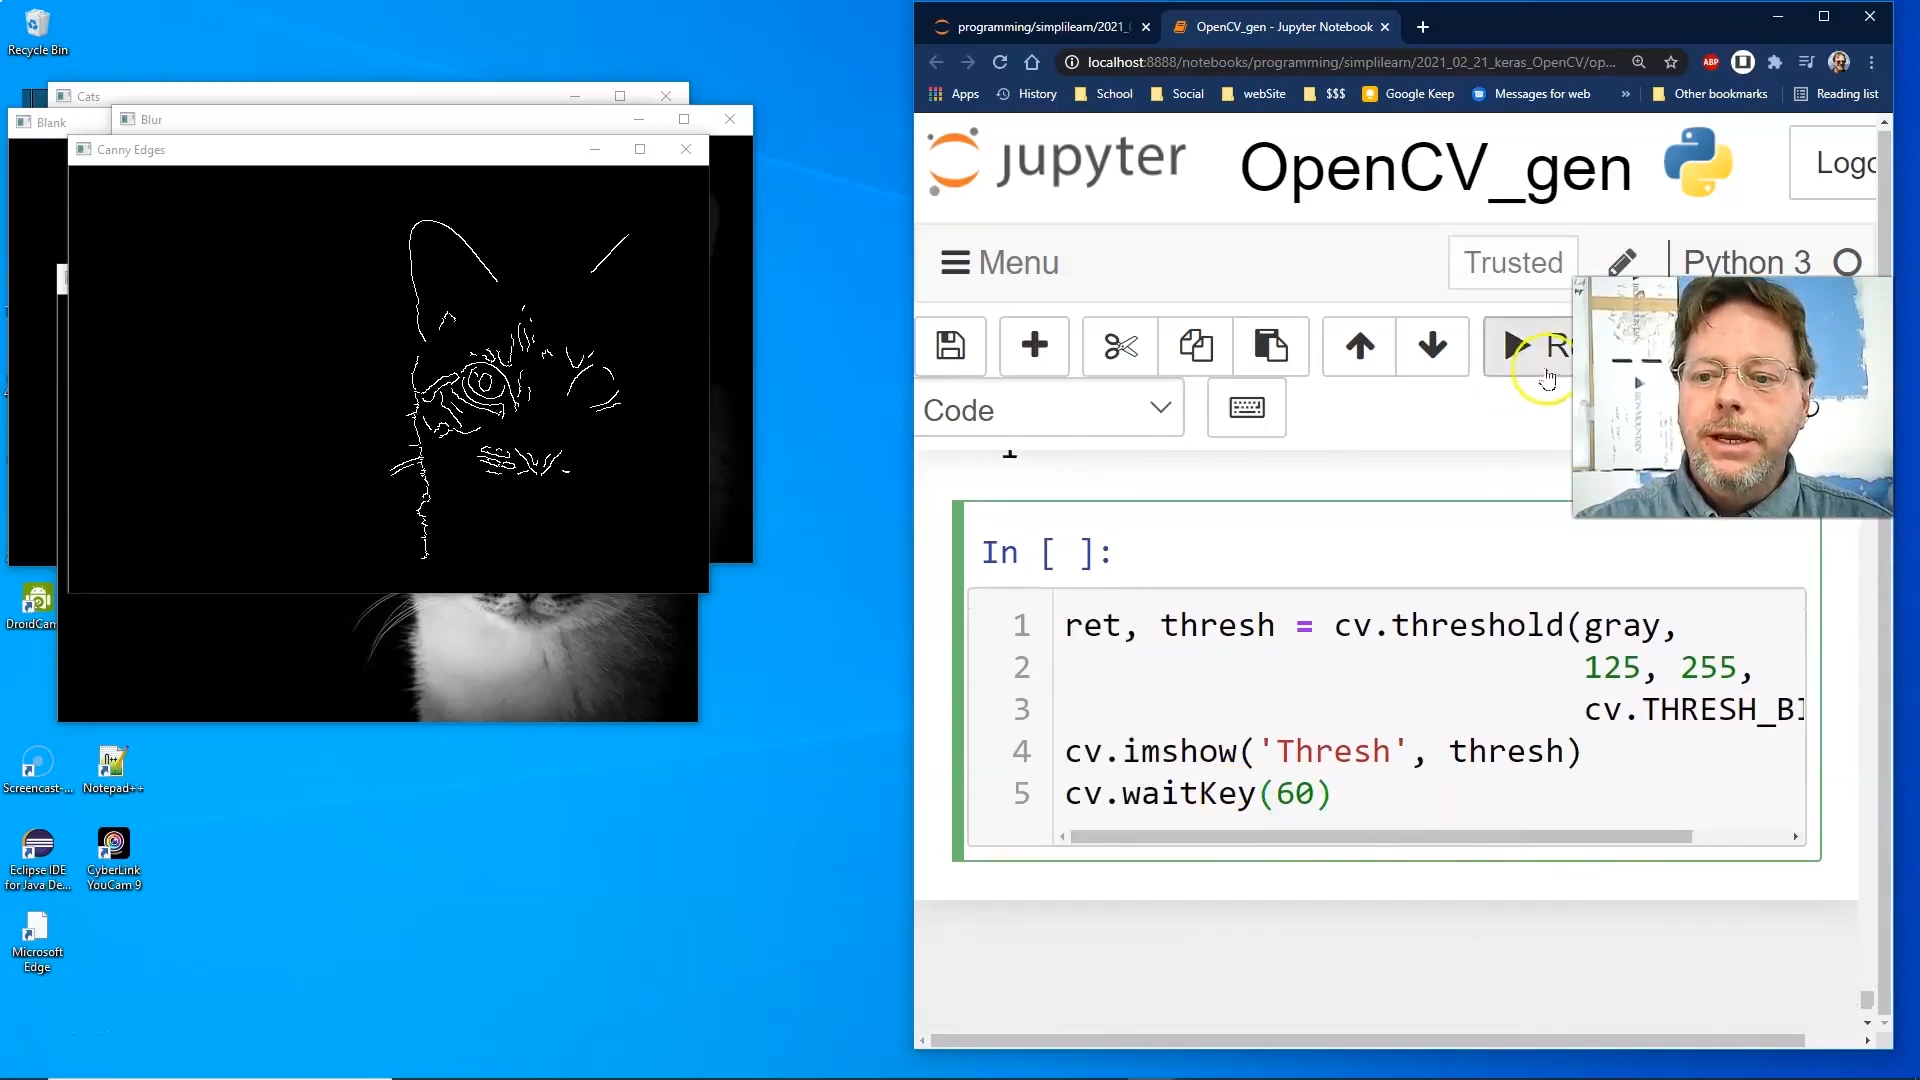 Recycle Bin
Cats
Blank
Blur
Canny Edges
DroidCam
Screencast-...
Notepad++
Eclipse IDE
for Java De...
CyberLink
YouCam 9
Microsoft
Edge
programming/simplilearn/2021_
OpenCV_gen - Jupyter Notebook
localhost:8888/notebooks/programming/simplilearn/2021_02_21_keras_OpenCV/op...
ABP
Apps
History
School
Social
webSite
$$$
Google Keep
Messages for web
»
Other bookmarks
Reading list
jupyter
OpenCV_gen
Logo
Menu
Trusted
Python 3
R
Code
In [ ]:
1 ret, thresh = cv.threshold(gray,
2 125, 255,
3 cv.THRESH_BI
4 cv.imshow('Thresh', thresh)
5 cv.waitKey(60)